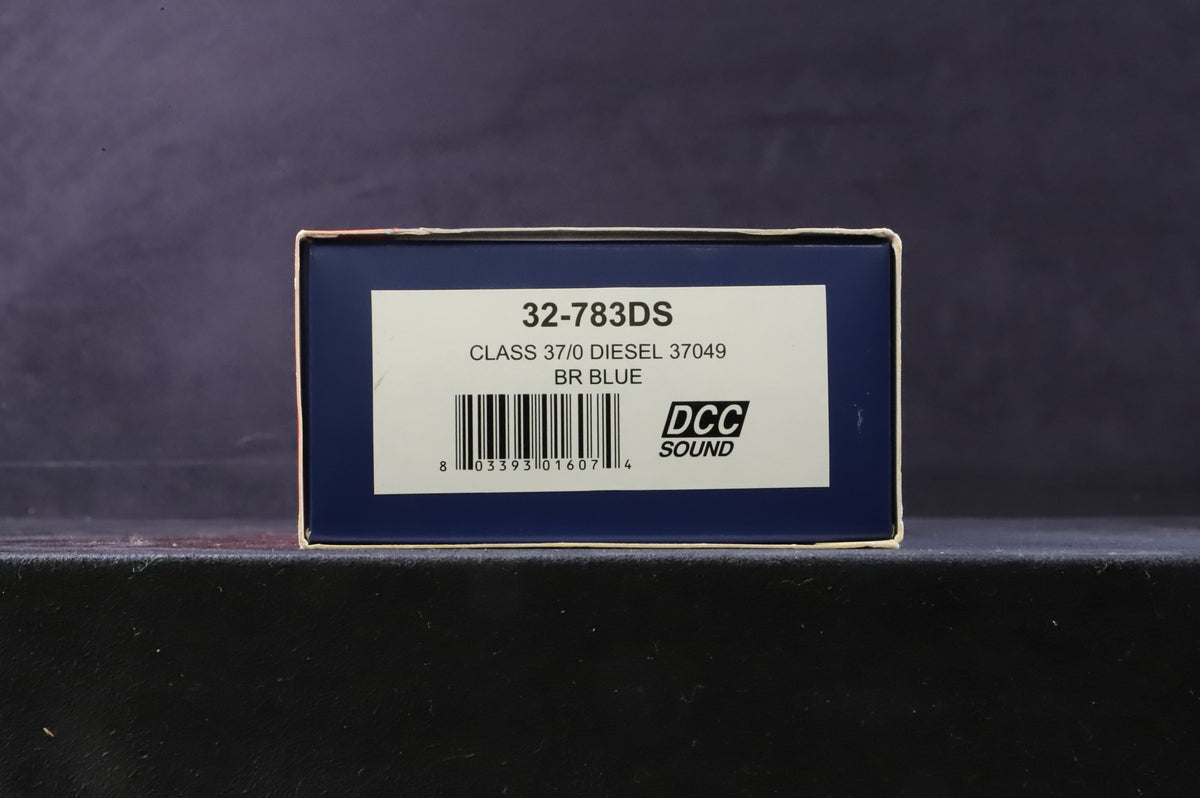 32-783DS
CLASS 37/0 DIESEL 37049
BR BLUE
8 03393 01607 4
DCC
SOUND